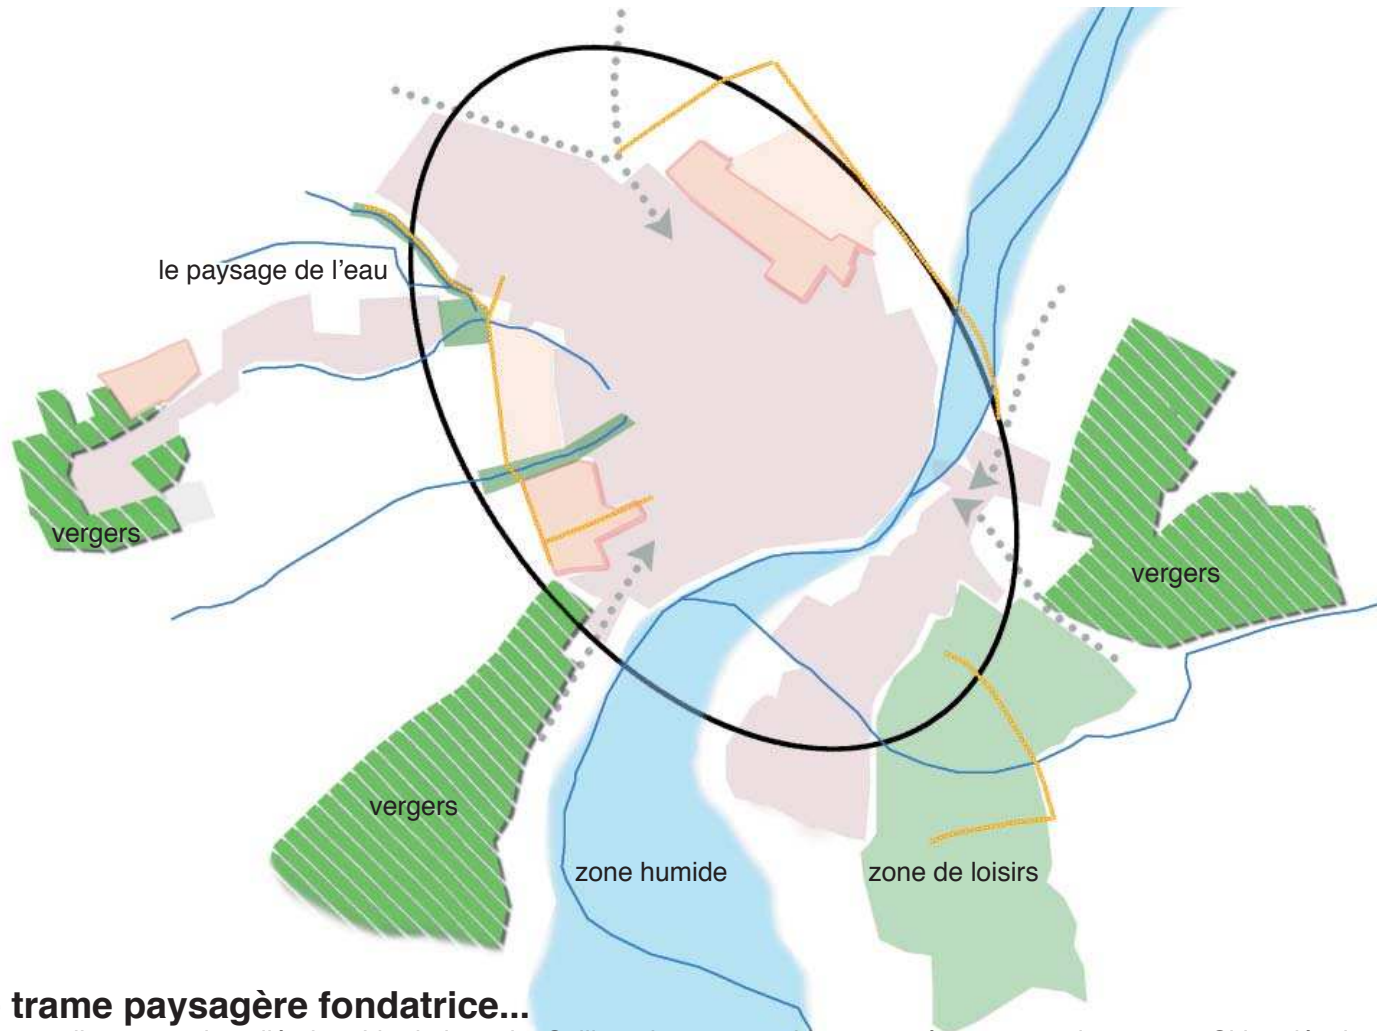 le paysage de l'eau
vergers
vergers
vergers
zone humide
zone de loisirs
trame paysagère fondatrice...